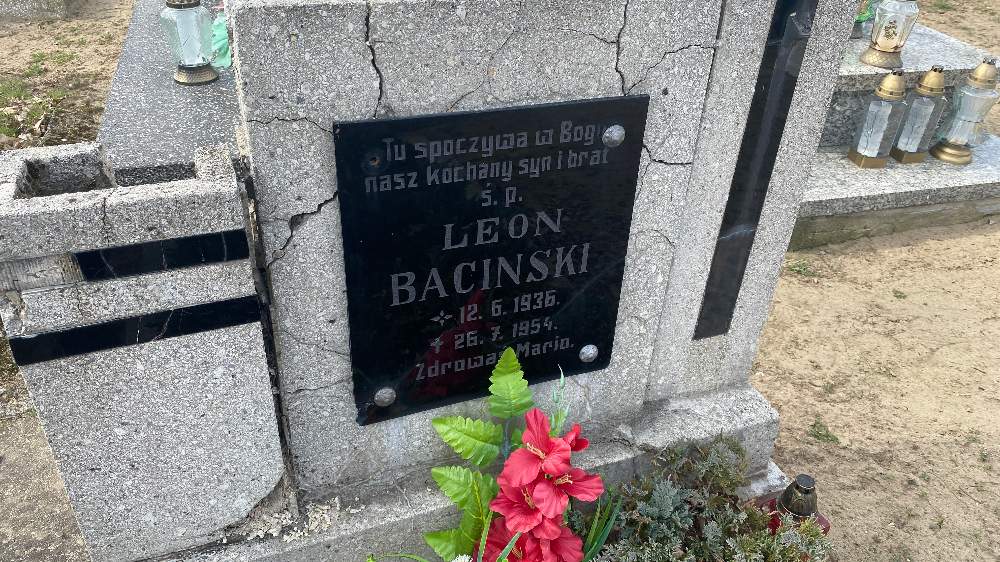 Tu spoczywa w Bogu
nasz kochany syn i brat
ś. p.
LEON
BACINSKI
12. 6. 1936.
26. 7. 1954.
Zdrowaś Mario.